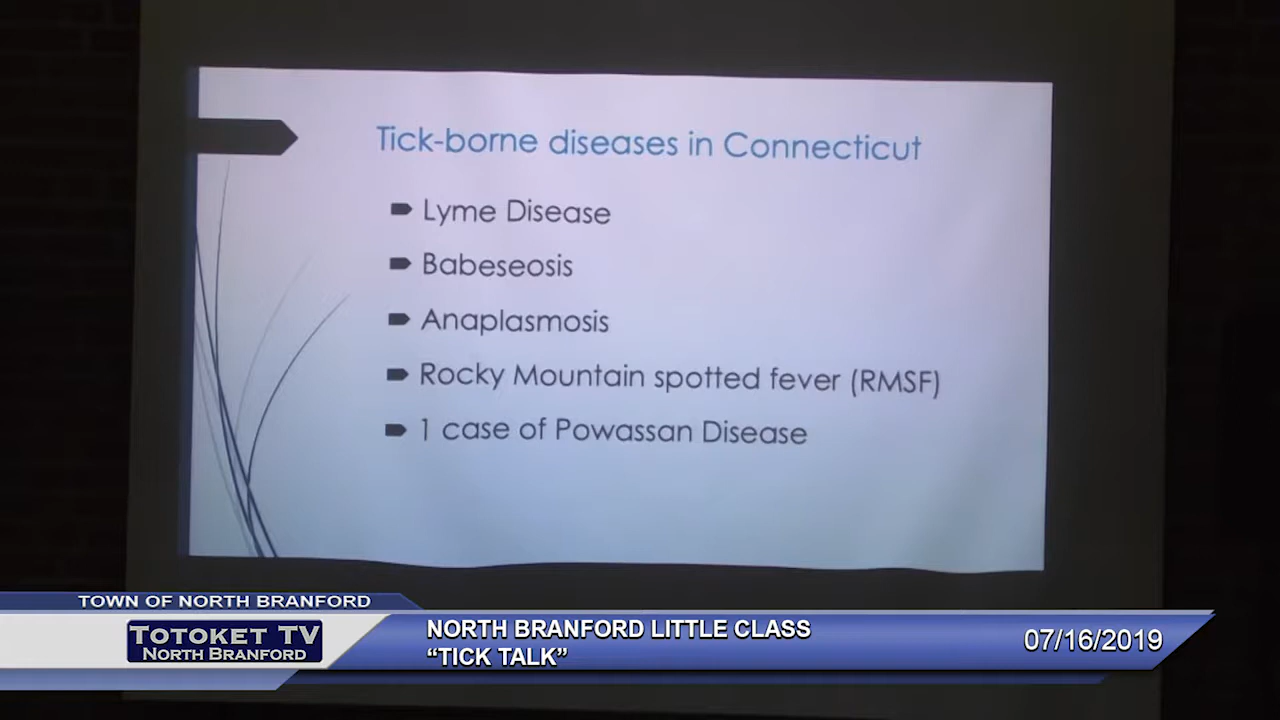 Tick-borne diseases in Connecticut
Lyme Disease
Babeseosis
Anaplasmosis
Rocky Mountain spotted fever (RMSF)
1 case of Powassan Disease
TOWN OF NORTH BRANFORD
TOTOKET TV
NORTH BRANFORD
NORTH BRANFORD LITTLE CLASS
“TICK TALK”
07/16/2019